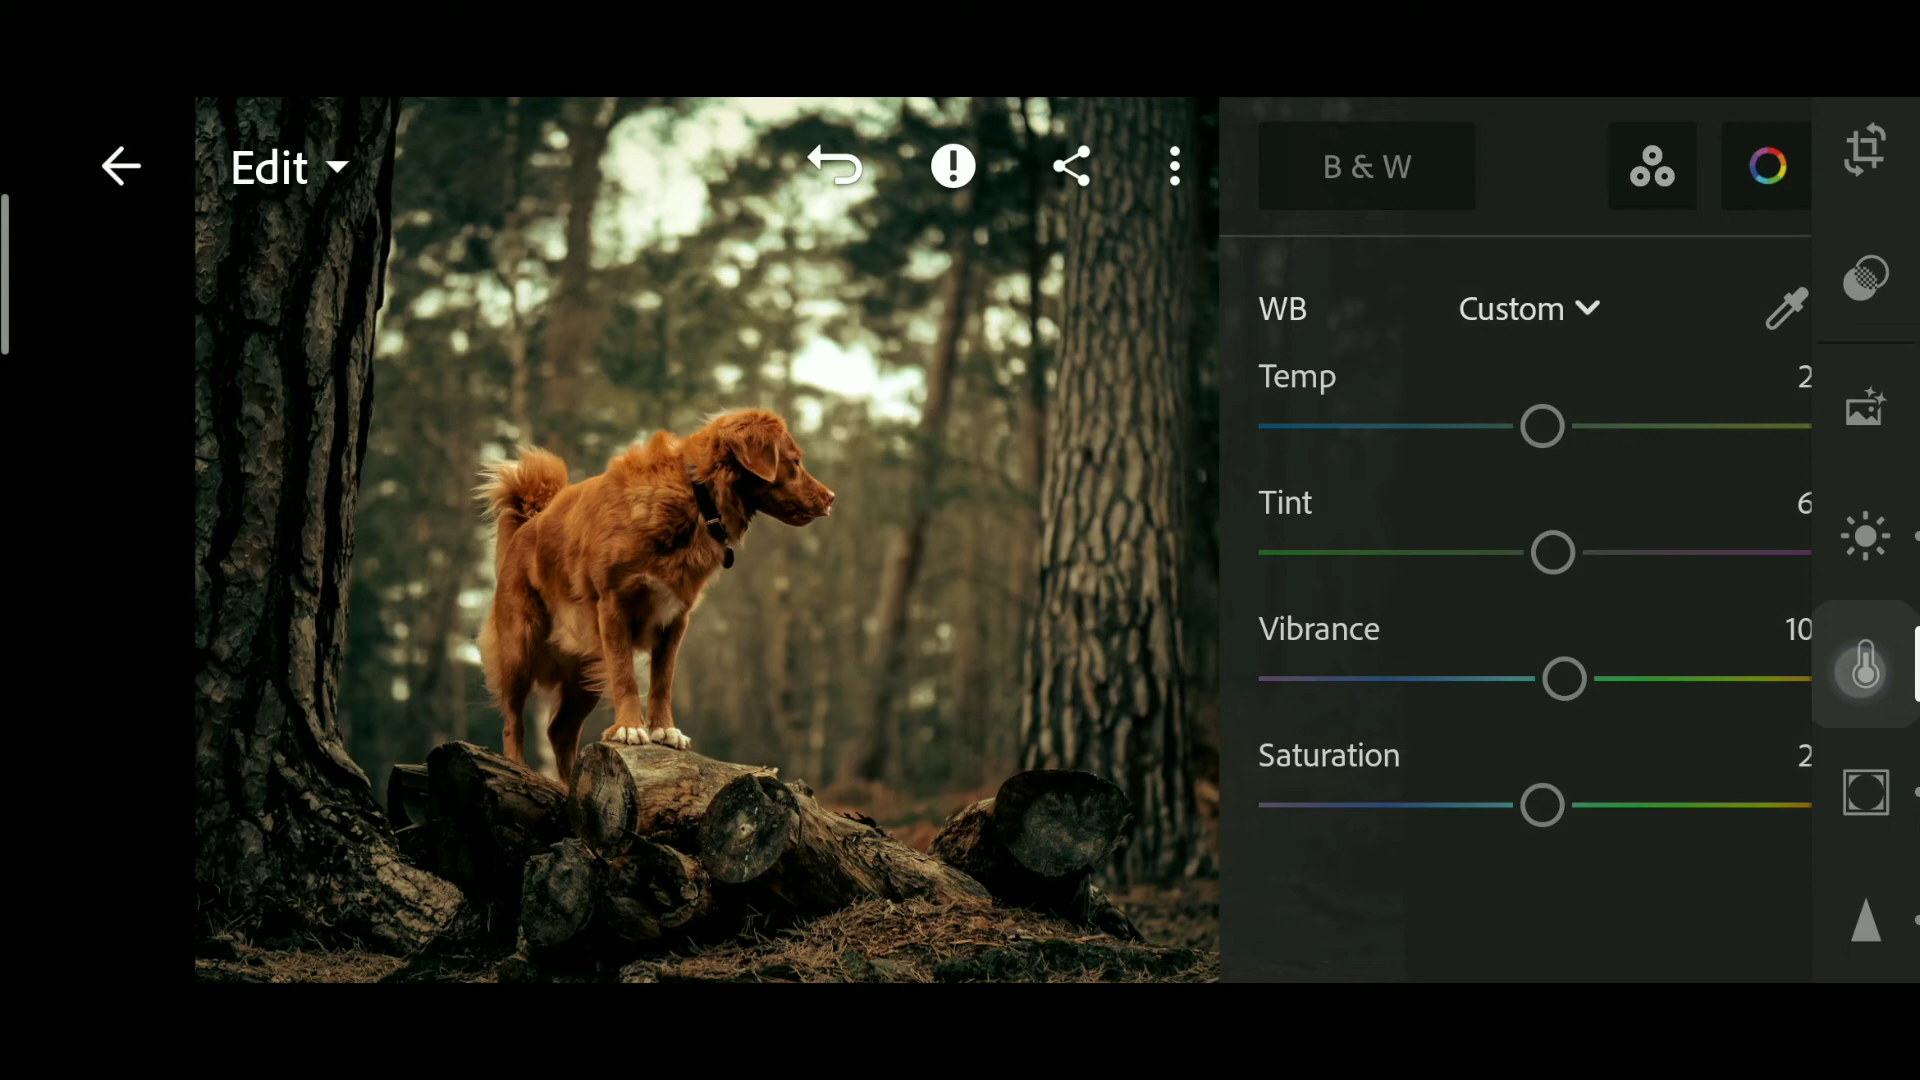 Edit
B & W
WB Custom
Temp 2
Tint 6
Vibrance 10
Saturation 2